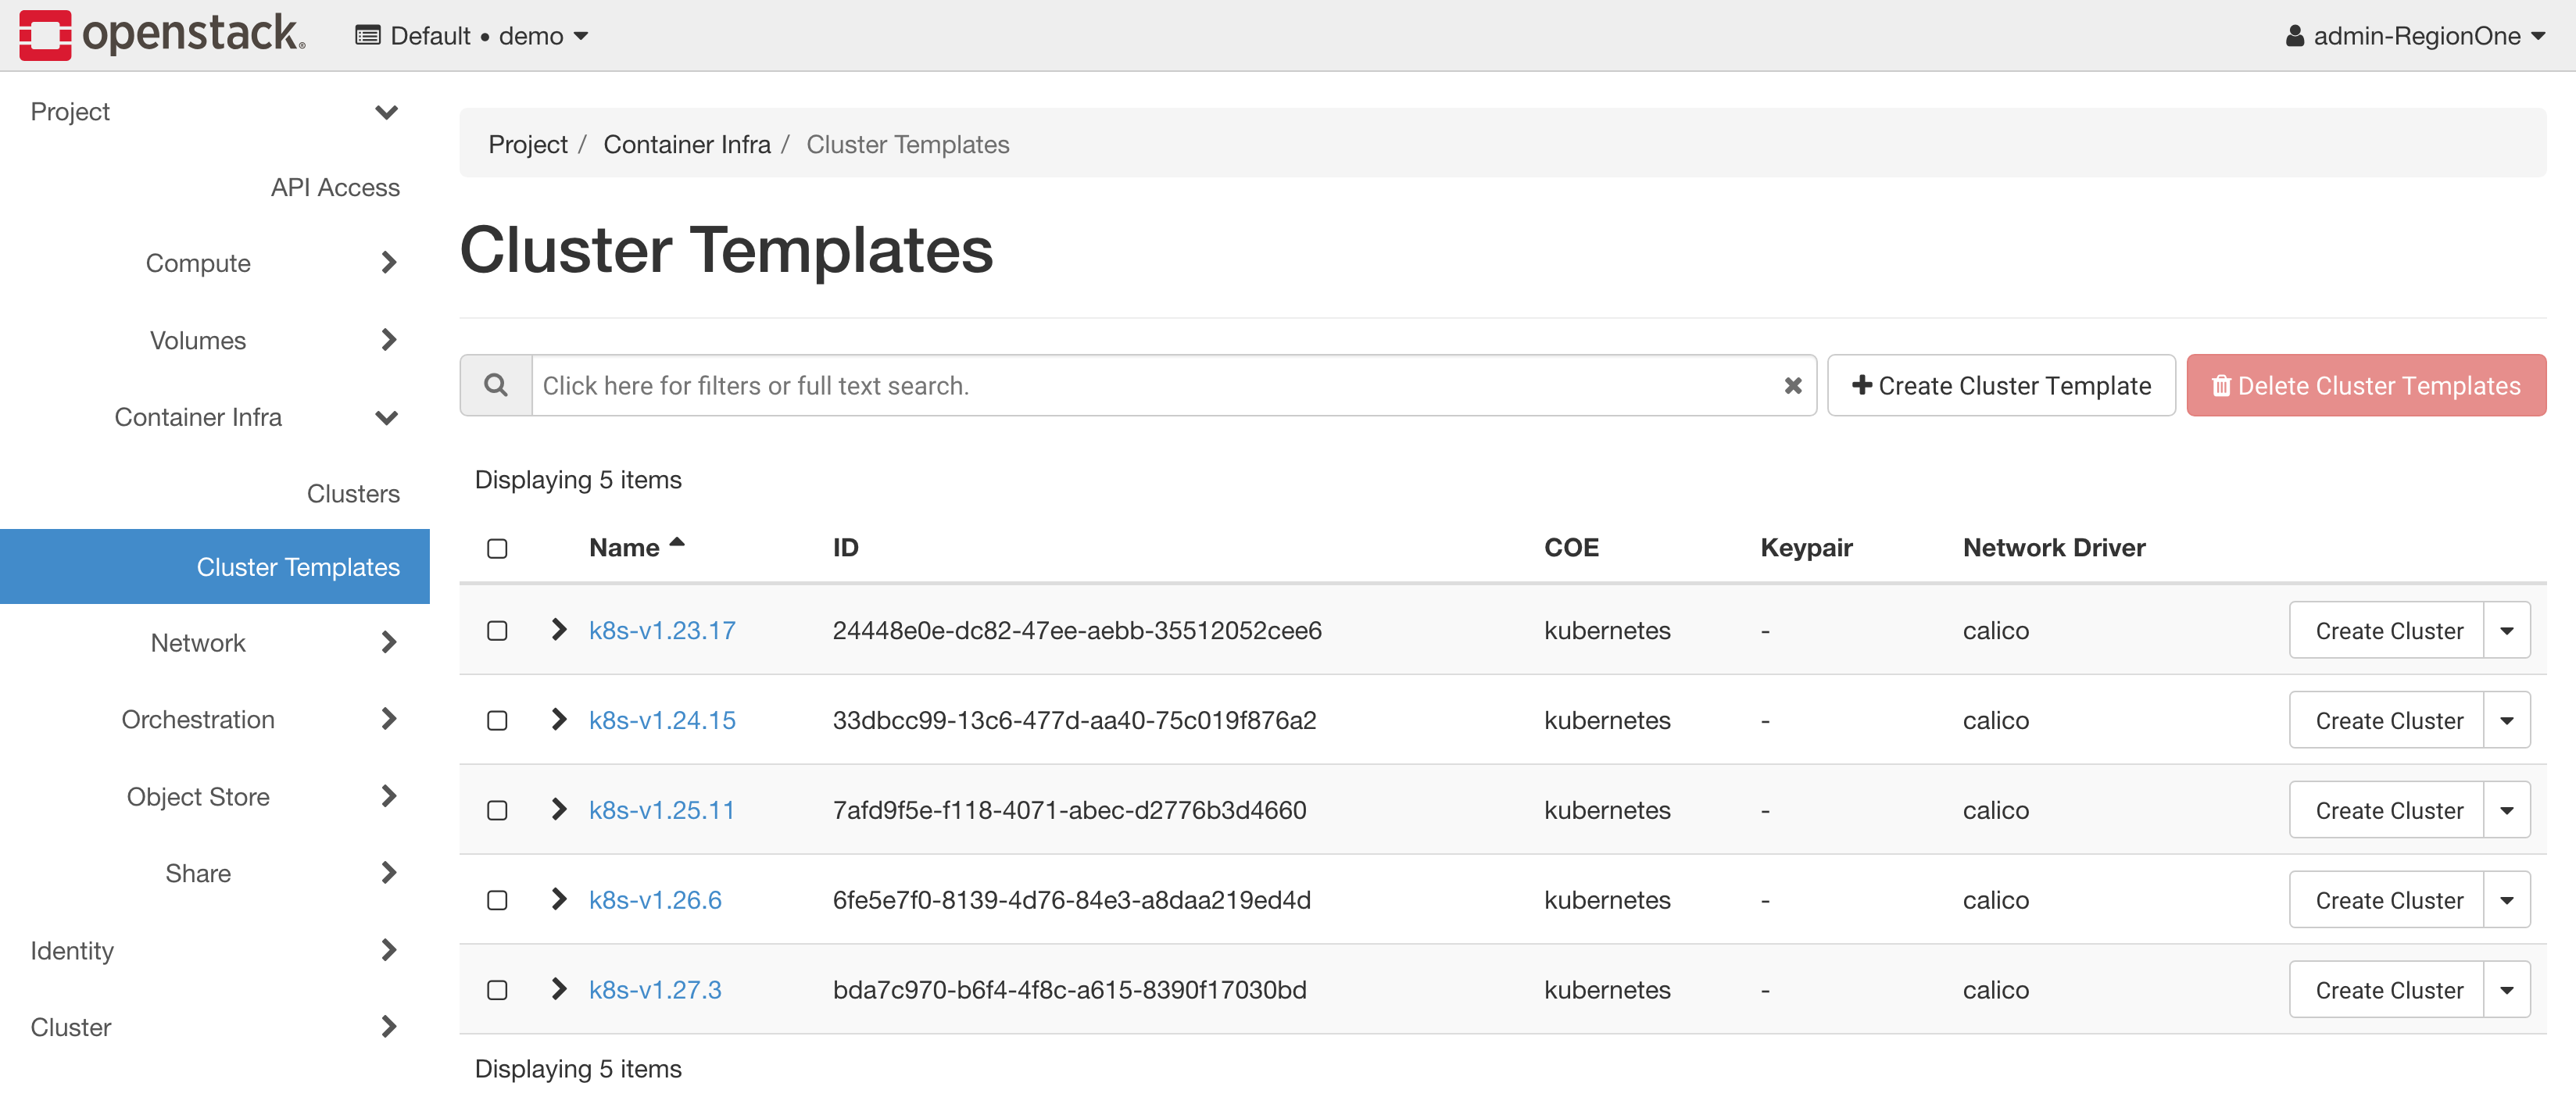 openstack.
Default • demo
admin-RegionOne
Project
API Access
Compute
Volumes
Container Infra
Clusters
Cluster Templates
Network
Orchestration
Object Store
Share
Identity
Cluster
Project / Container Infra / Cluster Templates
Cluster Templates
Click here for filters or full text search.
Create Cluster Template
Delete Cluster Templates
Displaying 5 items
Name ID COE Keypair Network Driver
k8s-v1.23.17 24448e0e-dc82-47ee-aebb-35512052cee6 kubernetes - calico Create Cluster
k8s-v1.24.15 33dbcc99-13c6-477d-aa40-75c019f876a2 kubernetes - calico Create Cluster
k8s-v1.25.11 7afd9f5e-f118-4071-abec-d2776b3d4660 kubernetes - calico Create Cluster
k8s-v1.26.6 6fe5e7f0-8139-4d76-84e3-a8daa219ed4d kubernetes - calico Create Cluster
k8s-v1.27.3 bda7c970-b6f4-4f8c-a615-8390f17030bd kubernetes - calico Create Cluster
Displaying 5 items